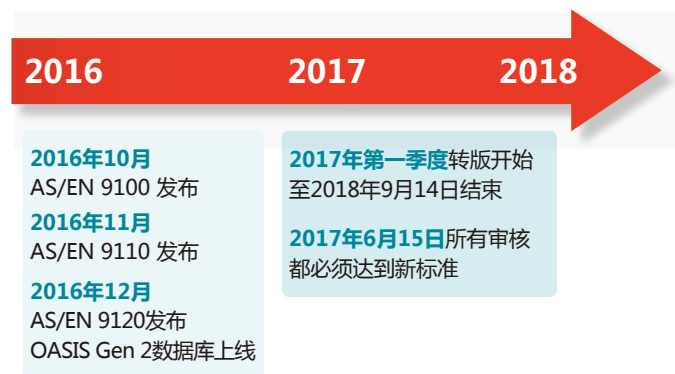 2016 2017 2018
2016年10月
AS/EN 9100 发布
2016年11月
AS/EN 9110 发布
2016年12月
AS/EN 9120发布
OASIS Gen 2数据库上线
2017年第一季度转版开始
至2018年9月14日结束
2017年6月15日所有审核
都必须达到新标准